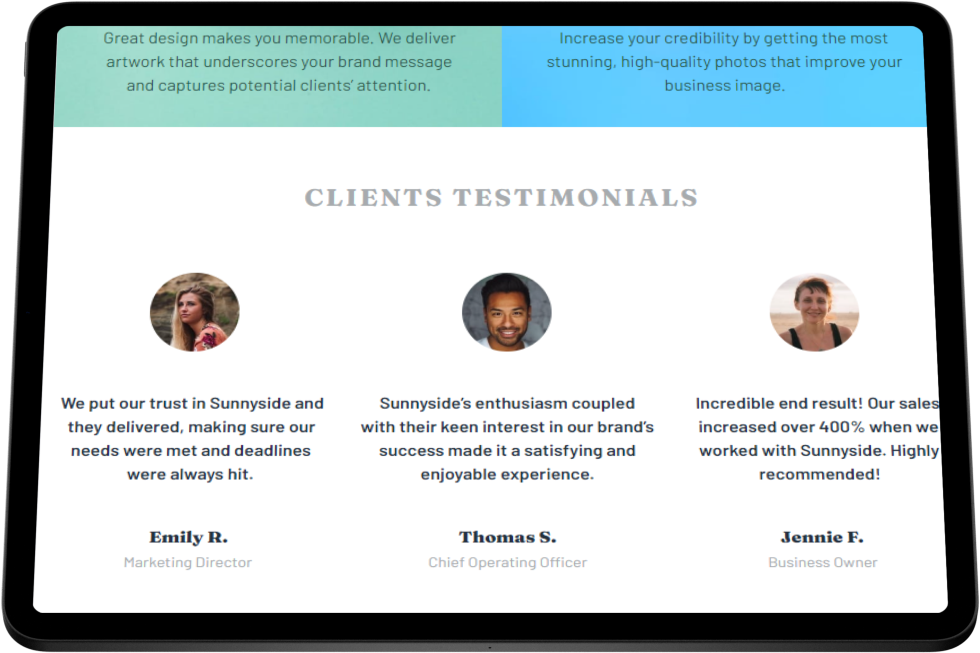 Great design makes you memorable. We deliver
artwork that underscores your brand message
and captures potential clients’ attention.
Increase your credibility by getting the most
stunning, high-quality photos that improve your
business image.
CLIENTS TESTIMONIALS
We put our trust in Sunnyside and
they delivered, making sure our
needs were met and deadlines
were always hit.
Emily R.
Marketing Director
Sunnyside’s enthusiasm coupled
with their keen interest in our brand’s
success made it a satisfying and
enjoyable experience.
Thomas S.
Chief Operating Officer
Incredible end result! Our sales
increased over 400% when we
worked with Sunnyside. Highly
recommended!
Jennie F.
Business Owner